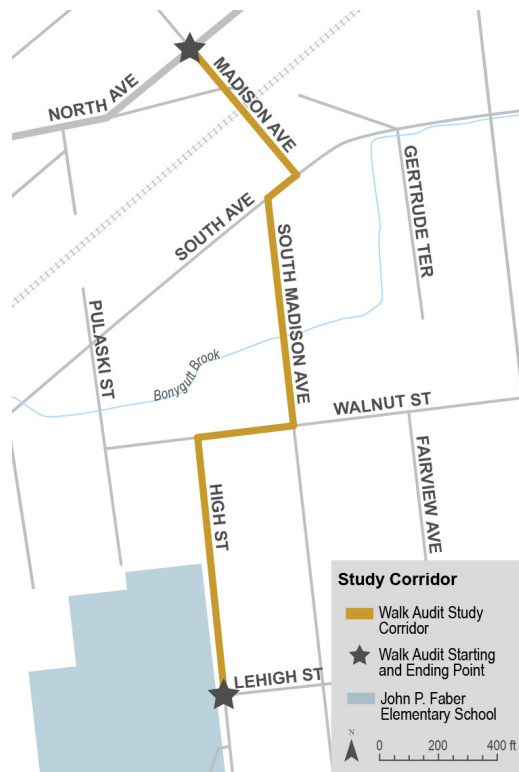 NORTH AVE
MADISON AVE
SOUTH AVE
GERTRUDE TER
SOUTH MADISON AVE
PULASKI ST
Bonygutt Brook
WALNUT ST
FAIRVIEW AVE
HIGH ST
LEHIGH ST
Study Corridor
Walk Audit Study
Corridor
Walk Audit Starting
and Ending Point
John P. Faber
Elementary School
N
0 200 400 ft